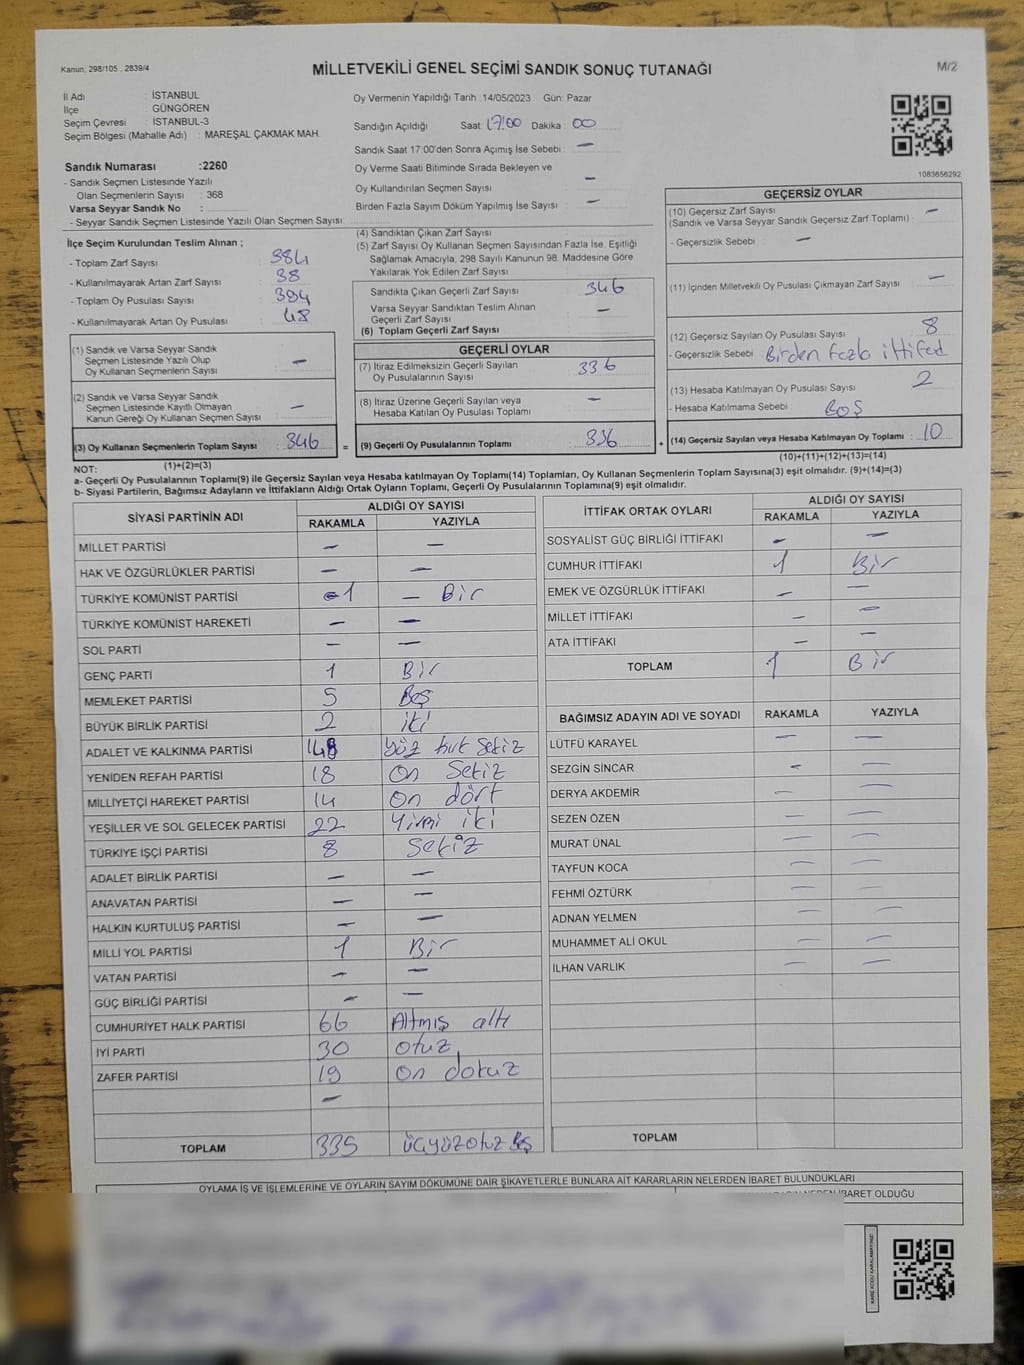 Kanun, 298/105 , 2839/4
MİLLETVEKİLİ GENEL SEÇİMİ SANDIK SONUÇ TUTANAĞI
M/2
İl Adı : İSTANBUL
İlçe : GÜNGÖREN
Seçim Çevresi : İSTANBUL-3
Seçim Bölgesi (Mahalle Adı) : MAREŞAL ÇAKMAK MAH.
Sandık Numarası :2260
- Sandık Seçmen Listesinde Yazılı
Olan Seçmenlerin Sayısı : 368
Varsa Seyyar Sandık No :
- Seyyar Sandık Seçmen Listesinde Yazılı Olan Seçmen Sayısı:
Oy Vermenin Yapıldığı Tarih :14/05/2023 Gün: Pazar
Sandığın Açıldığı Saat: 17:00 Dakika : 00
Sandık Saat 17:00'den Sonra Açımış İse Sebebi : —
Oy Verme Saati Bitiminde Sırada Bekleyen ve
Oy Kullandırılan Seçmen Sayısı : —
Birden Fazla Sayım Döküm Yapılmış İse Sayısı : —
1083656292
İlçe Seçim Kurulundan Teslim Alınan ;
- Toplam Zarf Sayısı : 384
- Kullanılmayarak Artan Zarf Sayısı : 38
- Toplam Oy Pusulası Sayısı : 394
- Kullanılmayarak Artan Oy Pusulası : 48
(4) Sandıktan Çıkan Zarf Sayısı :
(5) Zarf Sayısı Oy Kullanan Seçmen Sayısından Fazla İse, Eşitliği
Sağlamak Amacıyla, 298 Sayılı Kanunun 98. Maddesine Göre
Yakılarak Yok Edilen Zarf Sayısı :
Sandıkta Çıkan Geçerli Zarf Sayısı : 346
Varsa Seyyar Sandıktan Teslim Alınan
Geçerli Zarf Sayısı : —
(6) Toplam Geçerli Zarf Sayısı
GEÇERSİZ OYLAR
(10) Geçersiz Zarf Sayısı
(Sandık ve Varsa Seyyar Sandık Geçersiz Zarf Toplamı) : —
- Geçersizlik Sebebi : —
(11) İçinden Milletvekili Oy Pusulası Çıkmayan Zarf Sayısı : —
(12) Geçersiz Sayılan Oy Pusulası Sayısı : 8
- Geçersizlik Sebebi : Birden fazla ittifad
(13) Hesaba Katılmayan Oy Pusulası Sayısı : 2
- Hesaba Katılmama Sebebi : BOŞ
(14) Geçersiz Sayılan veya Hesaba Katılmayan Oy Toplamı : 10
(10)+(11)+(12)+(13)=(14)
(1) Sandık ve Varsa Seyyar Sandık
Seçmen Listesinde Yazılı Olup
Oy Kullanan Seçmenlerin Sayısı : —
(2) Sandık ve Varsa Seyyar Sandık
Seçmen Listesinde Kayıtlı Olmayan
Kanun Gereği Oy Kullanan Seçmen Sayısı : —
(3) Oy Kullanan Seçmenlerin Toplam Sayısı : 346 =
(1)+(2)=(3)
GEÇERLİ OYLAR
(7) İtiraz Edilmeksizin Geçerli Sayılan
Oy Pusulalarının Sayısı : 336
(8) İtiraz Üzerine Geçerli Sayılan veya
Hesaba Katılan Oy Pusulası Toplamı : —
(9) Geçerli Oy Pusulalarının Toplamı : 336 +
NOT:
a- Geçerli Oy Pusulalarının Toplamı(9) ile Geçersiz Sayılan veya Hesaba katılmayan Oy Toplamı(14) Toplamları, Oy Kullanan Seçmenlerin Toplam Sayısına(3) eşit olmalıdır. (9)+(14)=(3)
b- Siyasi Partilerin, Bağımsız Adayların ve İttifakların Aldığı Ortak Oyların Toplamı, Geçerli Oy Pusulalarının Toplamına(9) eşit olmalıdır.
SİYASİ PARTİNİN ADI ALDIĞI OY SAYISI
RAKAMLA YAZIYLA
MİLLET PARTİSİ — —
HAK VE ÖZGÜRLÜKLER PARTİSİ — —
TÜRKİYE KOMÜNİST PARTİSİ 1 — Bir
TÜRKİYE KOMÜNİST HAREKETİ — —
SOL PARTİ — —
GENÇ PARTİ 1 Bir
MEMLEKET PARTİSİ 5 Beş
BÜYÜK BİRLİK PARTİSİ 2 iki
ADALET VE KALKINMA PARTİSİ 148 yüz kırk sekiz
YENİDEN REFAH PARTİSİ 18 On Sekiz
MİLLİYETÇİ HAREKET PARTİSİ 14 On dört
YEŞİLLER VE SOL GELECEK PARTİSİ 22 Yirmi iki
TÜRKİYE İŞÇİ PARTİSİ 8 Sekiz
ADALET BİRLİK PARTİSİ — —
ANAVATAN PARTİSİ — —
HALKIN KURTULUŞ PARTİSİ — —
MİLLİ YOL PARTİSİ 1 Bir
VATAN PARTİSİ — —
GÜÇ BİRLİĞİ PARTİSİ — —
CUMHURİYET HALK PARTİSİ 66 Altmış altı
İYİ PARTİ 30 otuz
ZAFER PARTİSİ 19 On dokuz
—
TOPLAM 335 üçyüzotuz Beş
İTTİFAK ORTAK OYLARI ALDIĞI OY SAYISI
RAKAMLA YAZIYLA
SOSYALİST GÜÇ BİRLİĞİ İTTİFAKI — —
CUMHUR İTTİFAKI 1 Bir
EMEK VE ÖZGÜRLÜK İTTİFAKI — —
MİLLET İTTİFAKI — —
ATA İTTİFAKI — —
TOPLAM 1 Bir
BAĞIMSIZ ADAYIN ADI VE SOYADI RAKAMLA YAZIYLA
LÜTFÜ KARAYEL — —
SEZGİN SİNCAR — —
DERYA AKDEMİR — —
SEZEN ÖZEN — —
MURAT ÜNAL — —
TAYFUN KOCA — —
FEHMİ ÖZTÜRK — —
ADNAN YELMEN — —
MUHAMMET ALİ OKUL — —
İLHAN VARLIK — —
TOPLAM
OYLAMA İŞ VE İŞLEMLERİNE VE OYLARIN SAYIM DÖKÜMÜNE DAİR ŞİKAYETLERLE BUNLARA AİT KARARLARIN NELERDEN İBARET BULUNDUKLARI
İBARET OLDUĞU
KARE KODU KARALAMAYINIZ!